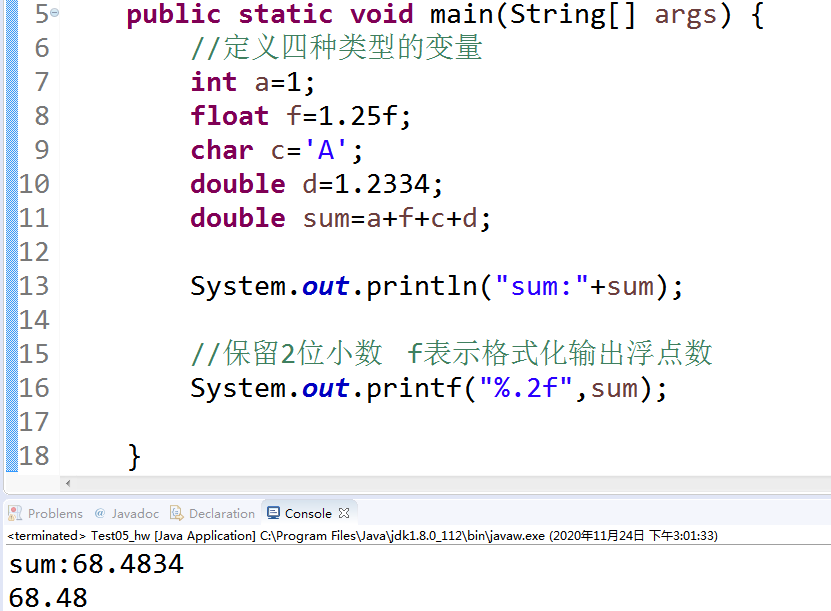 5 public static void main(String[] args) {
6 //定义四种类型的变量
7 int a=1;
8 float f=1.25f;
9 char c='A';
10 double d=1.2334;
11 double sum=a+f+c+d;
12
13 System.out.println("sum:"+sum);
14
15 //保留2位小数 f表示格式化输出浮点数
16 System.out.printf("%.2f",sum);
17
18 }
Problems @ Javadoc Declaration Console
<terminated> Test05_hw [Java Application] C:\Program Files\Java\jdk1.8.0_112\bin\javaw.exe (2020年11月24日 下午3:01:33)
sum:68.4834
68.48